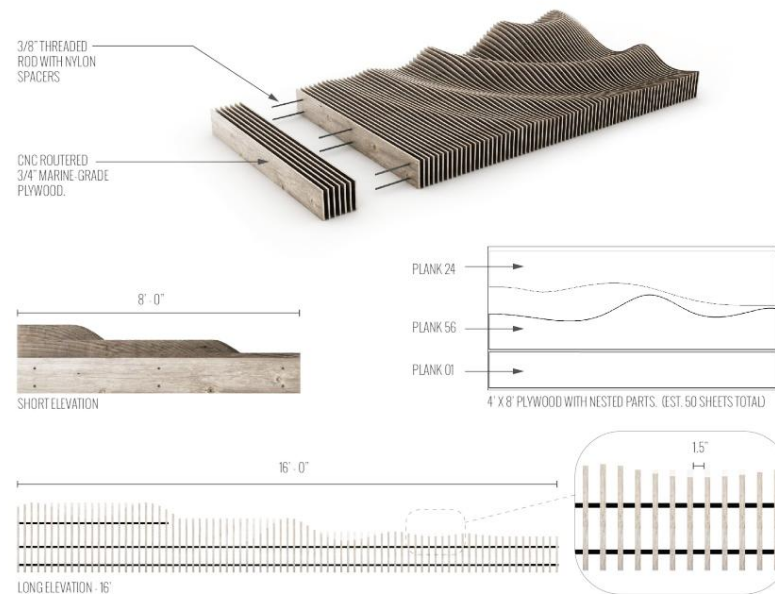 3/8" THREADED
ROD WITH NYLON
SPACERS
CNC ROUTERED
3/4" MARINE-GRADE
PLYWOOD.
8' - 0"
SHORT ELEVATION
PLANK 24
PLANK 56
PLANK 01
4' X 8' PLYWOOD WITH NESTED PARTS. (EST. 50 SHEETS TOTAL)
16' - 0"
1.5"
LONG ELEVATION - 16'